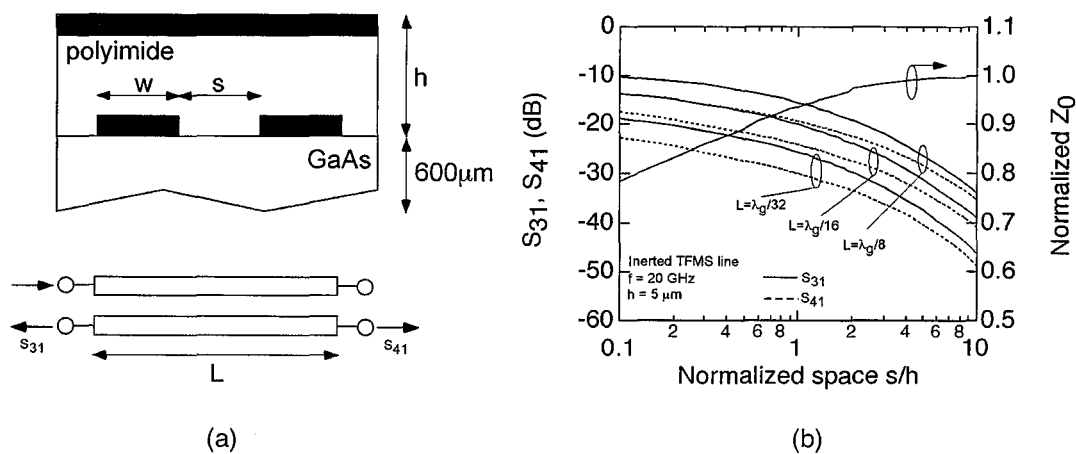 polyimide
w
s
h
GaAs
600μm
S31
S41
L
(a)
S31, S41 (dB)
0
-10
-20
-30
-40
-50
-60
L=λg/32
L=λg/16
L=λg/8
Inerted TFMS line
f = 20 GHz
h = 5 μm
S31
S41
1.1
1.0
0.9
0.8
0.7
0.6
0.5
Normalized Z0
0.1 2 4 6 8 1 2 4 6 8 10
Normalized space s/h
(b)